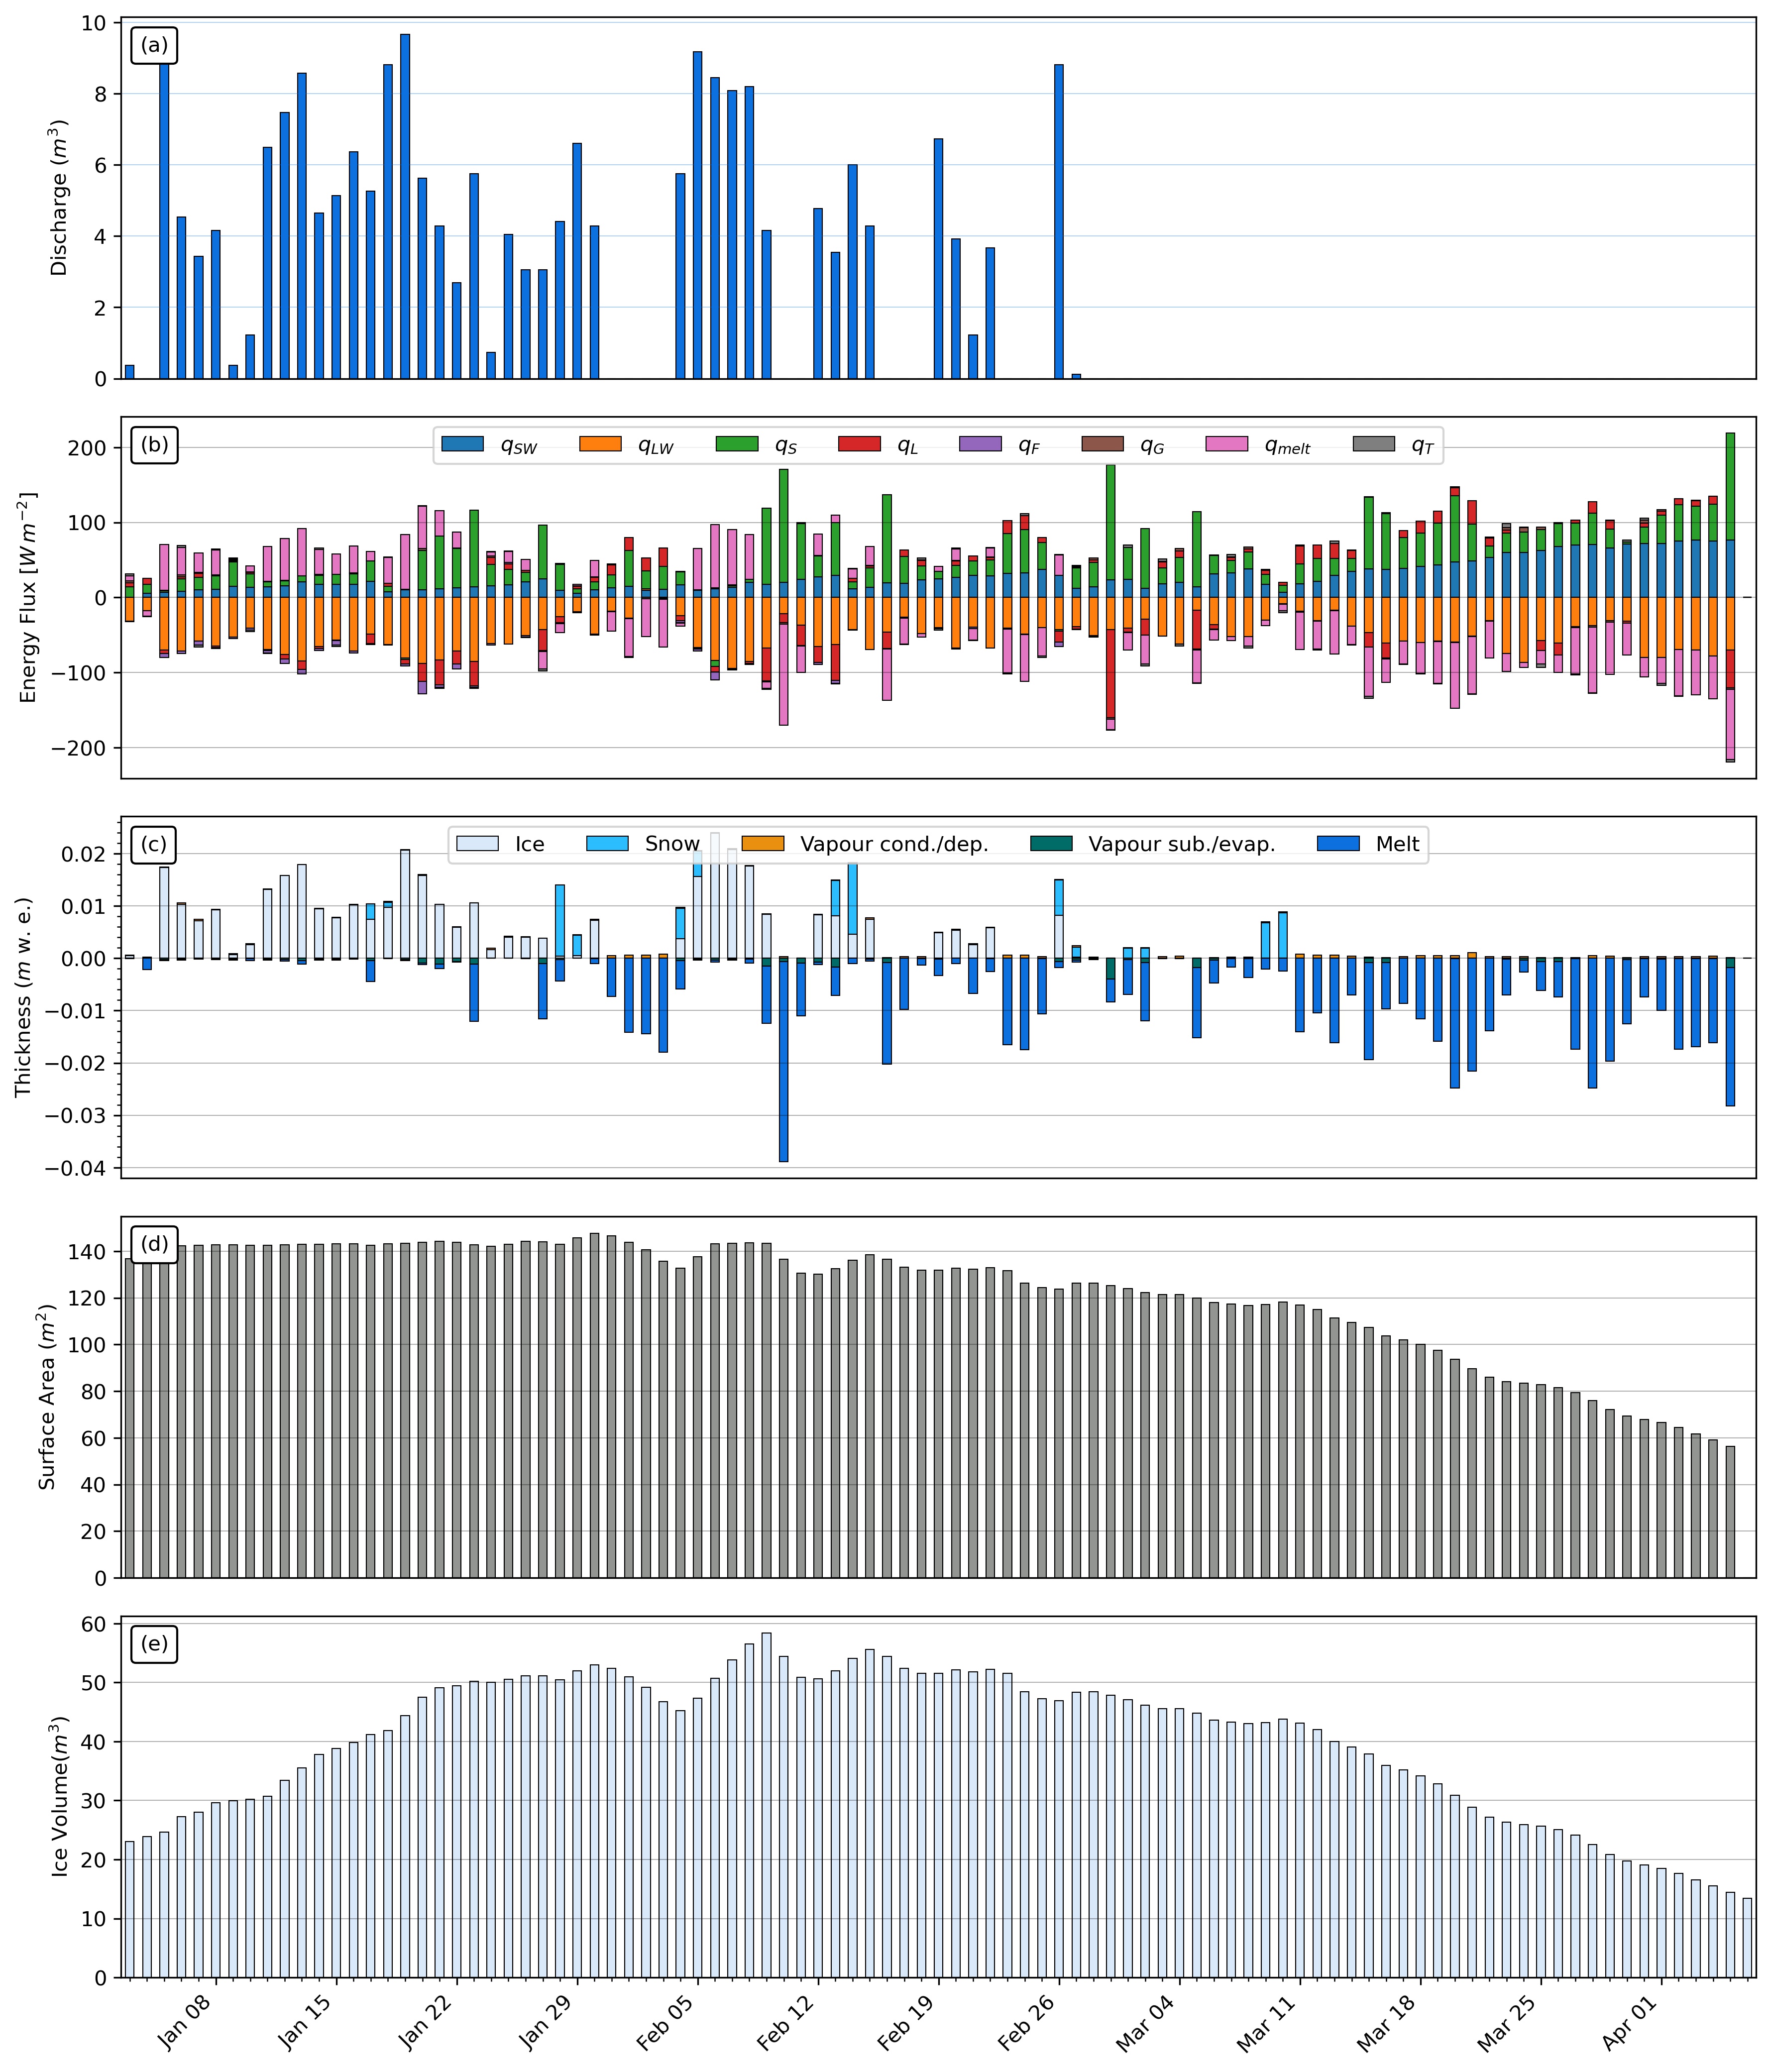 (a)
10
8
6
4
2
0
Discharge (m³)
(b)
q_SW q_LW q_S q_L q_F q_G q_melt q_T
200
100
0
−100
−200
Energy Flux [W m⁻²]
(c)
Ice Snow Vapour cond./dep. Vapour sub./evap. Melt
0.02
0.01
0.00
−0.01
−0.02
−0.03
−0.04
Thickness (m w. e.)
(d)
140
120
100
80
60
40
20
0
Surface Area (m²)
(e)
60
50
40
30
20
10
0
Ice Volume(m³)
Jan 08 Jan 15 Jan 22 Jan 29 Feb 05 Feb 12 Feb 19 Feb 26 Mar 04 Mar 11 Mar 18 Mar 25 Apr 01